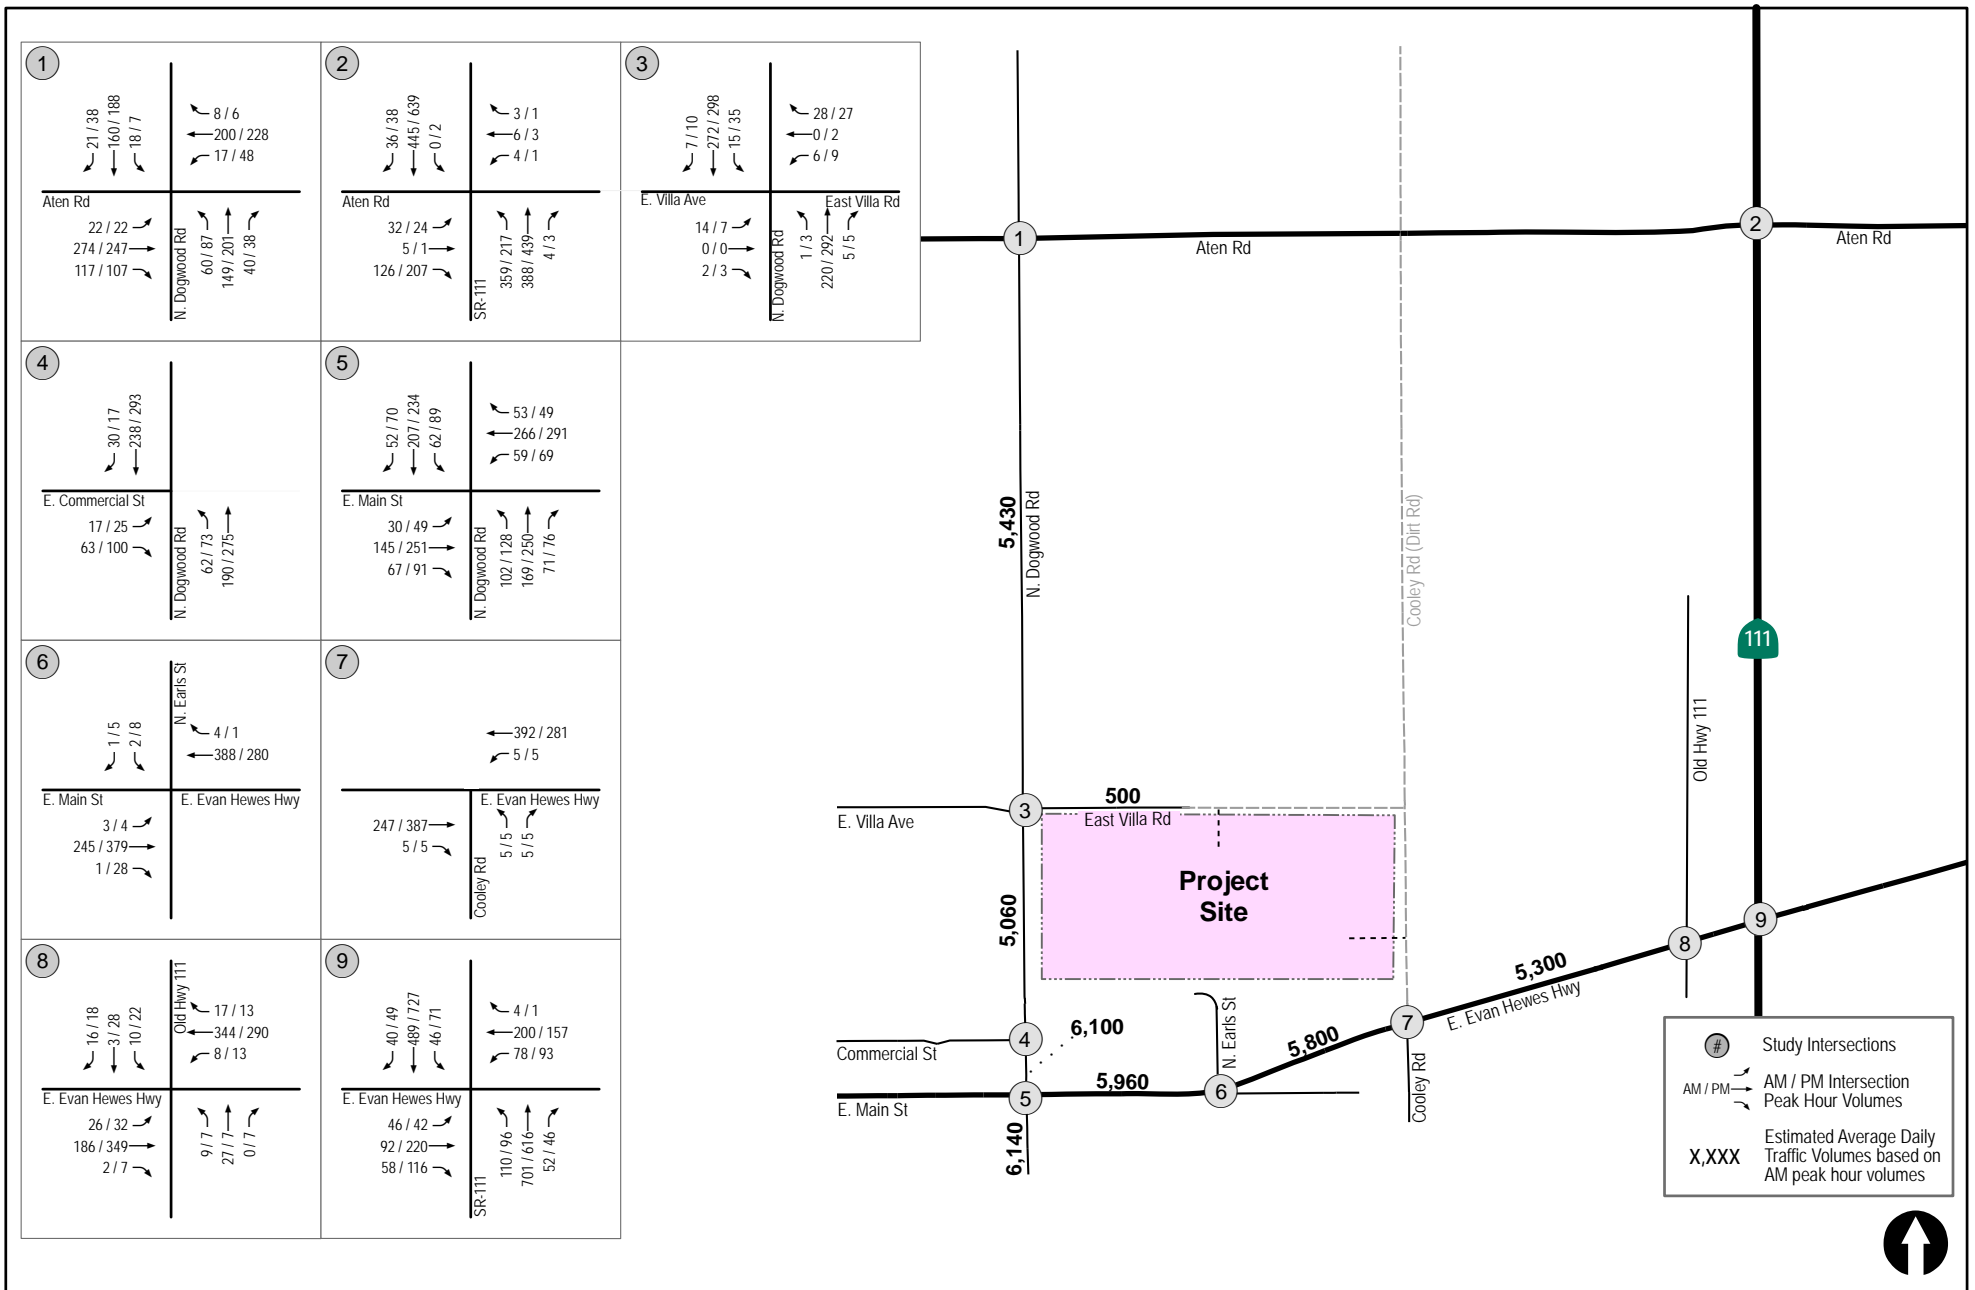 1
21 / 38
160 / 188
18 / 7
8 / 6
200 / 228
17 / 48
Aten Rd
22 / 22
274 / 247
117 / 107
N. Dogwood Rd
60 / 87
149 / 201
40 / 38
2
36 / 38
445 / 639
0 / 2
3 / 1
6 / 3
4 / 1
Aten Rd
32 / 24
5 / 1
126 / 207
SR-111
359 / 217
388 / 439
4 / 3
3
7 / 10
272 / 298
15 / 35
28 / 27
0 / 2
6 / 9
E. Villa Ave
East Villa Rd
14 / 7
0 / 0
2 / 3
N. Dogwood Rd
1 / 3
220 / 292
5 / 5
4
30 / 17
238 / 293
E. Commercial St
17 / 25
63 / 100
N. Dogwood Rd
62 / 73
190 / 275
5
52 / 70
207 / 234
62 / 89
53 / 49
266 / 291
59 / 69
E. Main St
30 / 49
145 / 251
67 / 91
N. Dogwood Rd
102 / 128
169 / 250
71 / 76
6
1 / 5
2 / 8
N. Earls St
4 / 1
388 / 280
E. Main St
E. Evan Hewes Hwy
3 / 4
245 / 379
1 / 28
7
392 / 281
5 / 5
E. Evan Hewes Hwy
247 / 387
5 / 5
Cooley Rd
5 / 5
5 / 5
8
16 / 18
3 / 28
10 / 22
Old Hwy 111
17 / 13
344 / 290
8 / 13
E. Evan Hewes Hwy
26 / 32
186 / 349
2 / 7
9 / 7
27 / 7
0 / 7
9
40 / 49
489 / 727
46 / 71
4 / 1
200 / 157
78 / 93
E. Evan Hewes Hwy
46 / 42
92 / 220
58 / 116
SR-111
110 / 96
701 / 616
52 / 46
1
Aten Rd
2
Aten Rd
5,430
N. Dogwood Rd
Cooley Rd (Dirt Rd)
111
Old Hwy 111
3
500
E. Villa Ave
East Villa Rd
Project
Site
5,060
9
8
5,300
E. Evan Hewes Hwy
7
N. Earls St
6,100
4
Commercial St
5,800
5,960
5
6
E. Main St
Cooley Rd
6,140
# Study Intersections
AM / PM
AM / PM Intersection
Peak Hour Volumes
X,XXX
Estimated Average Daily
Traffic Volumes based on
AM peak hour volumes